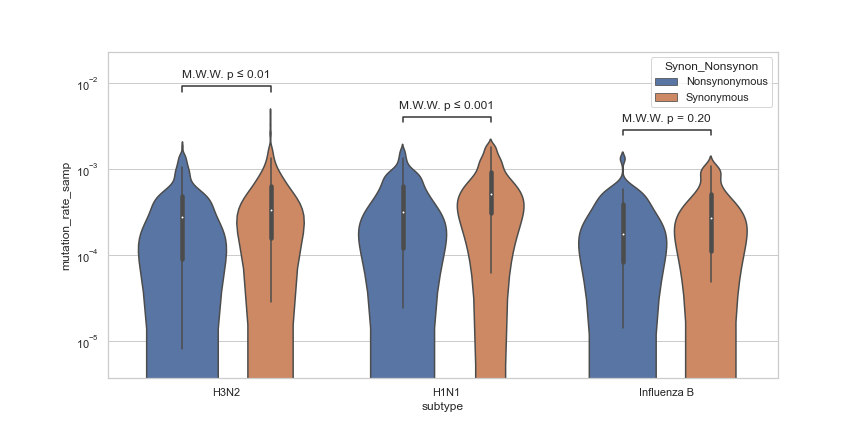 Synon_Nonsynon
Nonsynonymous
Synonymous
M.W.W. p ≤ 0.01
M.W.W. p ≤ 0.001
M.W.W. p = 0.20
10⁻²
10⁻³
10⁻⁴
10⁻⁵
mutation_rate_samp
H3N2
H1N1
Influenza B
subtype